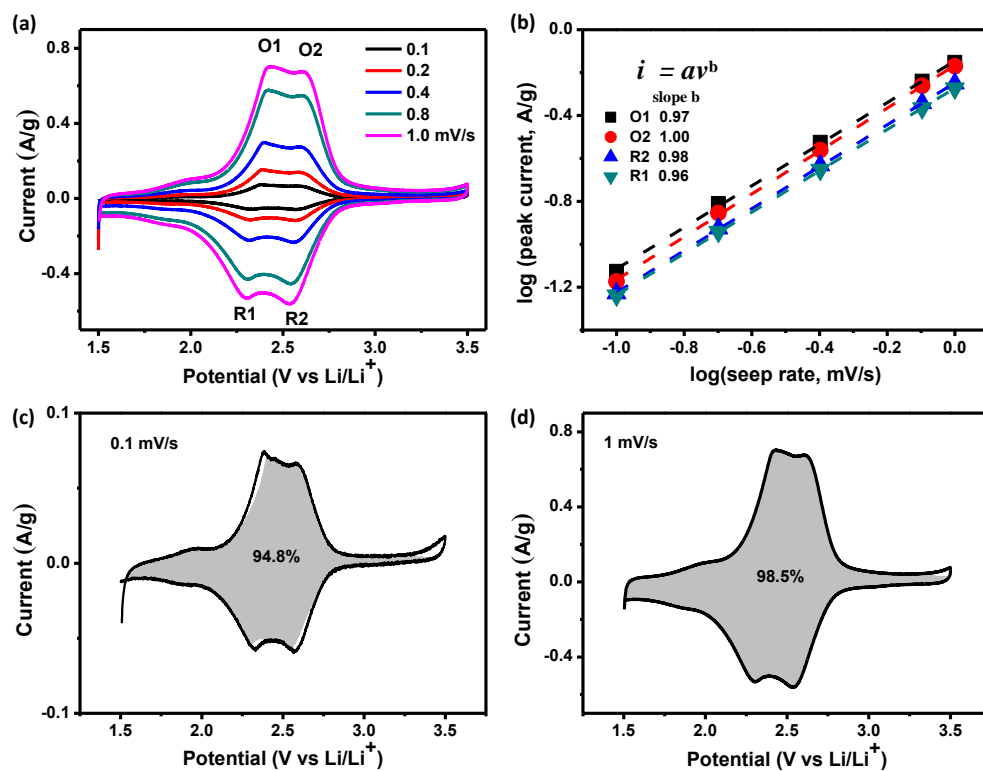 (a)
0.8
0.4
0.0
-0.4
Current (A/g)
O1 O2
R1
R2
0.1
0.2
0.4
0.8
1.0 mV/s
1.5 2.0 2.5 3.0 3.5
Potential (V vs Li/Li+)
(b)
0.0
-0.4
-0.8
-1.2
log (peak current, A/g)
i = avᵇ
slope b
O1 0.97
O2 1.00
R2 0.98
R1 0.96
-1.0 -0.8 -0.6 -0.4 -0.2 0.0
log(seep rate, mV/s)
(c)
0.1
0.0
-0.1
Current (A/g)
0.1 mV/s
94.8%
1.5 2.0 2.5 3.0 3.5
Potential (V vs Li/Li+)
(d)
0.8
0.4
0.0
-0.4
Current (A/g)
1 mV/s
98.5%
1.5 2.0 2.5 3.0 3.5
Potential (V vs Li/Li+)